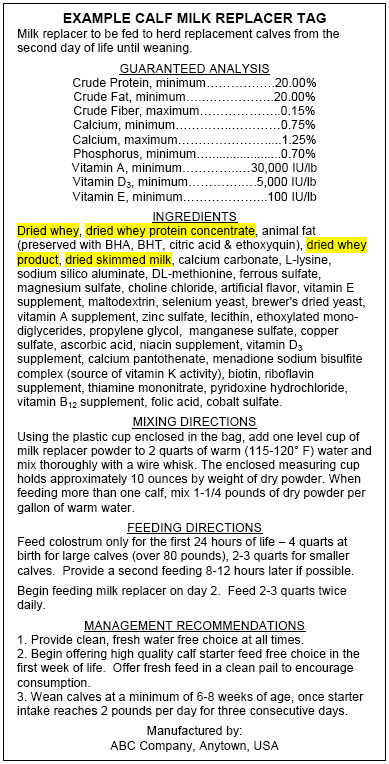 EXAMPLE CALF MILK REPLACER TAG
Milk replacer to be fed to herd replacement calves from the
second day of life until weaning.
GUARANTEED ANALYSIS
Crude Protein, minimum………………20.00%
Crude Fat, minimum…………………..20.00%
Crude Fiber, maximum………………..0.15%
Calcium, minimum……………………0.75%
Calcium, maximum…………………....1.25%
Phosphorus, minimum........................0.70%
Vitamin A, minimum……………30,000 IU/lb
Vitamin D3, minimum……………5,000 IU/lb
Vitamin E, minimum………………..100 IU/lb
INGREDIENTS
Dried whey, dried whey protein concentrate, animal fat
(preserved with BHA, BHT, citric acid & ethoxyquin), dried whey
product, dried skimmed milk, calcium carbonate, L-lysine,
sodium silico aluminate, DL-methionine, ferrous sulfate,
magnesium sulfate, choline chloride, artificial flavor, vitamin E
supplement, maltodextrin, selenium yeast, brewer's dried yeast,
vitamin A supplement, zinc sulfate, lecithin, ethoxylated mono-
diglycerides, propylene glycol,  manganese sulfate, copper
sulfate, ascorbic acid, niacin supplement, vitamin D3
supplement, calcium pantothenate, menadione sodium bisulfite
complex (source of vitamin K activity), biotin, riboflavin
supplement, thiamine mononitrate, pyridoxine hydrochloride,
vitamin B12 supplement, folic acid, cobalt sulfate.
MIXING DIRECTIONS
Using the plastic cup enclosed in the bag, add one level cup of
milk replacer powder to 2 quarts of warm (115-120° F) water and
mix thoroughly with a wire whisk. The enclosed measuring cup
holds approximately 10 ounces by weight of dry powder. When
feeding more than one calf, mix 1-1/4 pounds of dry powder per
gallon of warm water.
FEEDING DIRECTIONS
Feed colostrum only for the first 24 hours of life – 4 quarts at
birth for large calves (over 80 pounds), 2-3 quarts for smaller
calves.  Provide a second feeding 8-12 hours later if possible.
Begin feeding milk replacer on day 2.  Feed 2-3 quarts twice
daily.
MANAGEMENT RECOMMENDATIONS
1. Provide clean, fresh water free choice at all times.
2. Begin offering high quality calf starter feed free choice in the
first week of life.  Offer fresh feed in a clean pail to encourage
consumption.
3. Wean calves at a minimum of 6-8 weeks of age, once starter
intake reaches 2 pounds per day for three consecutive days.
Manufactured by:
ABC Company, Anytown, USA